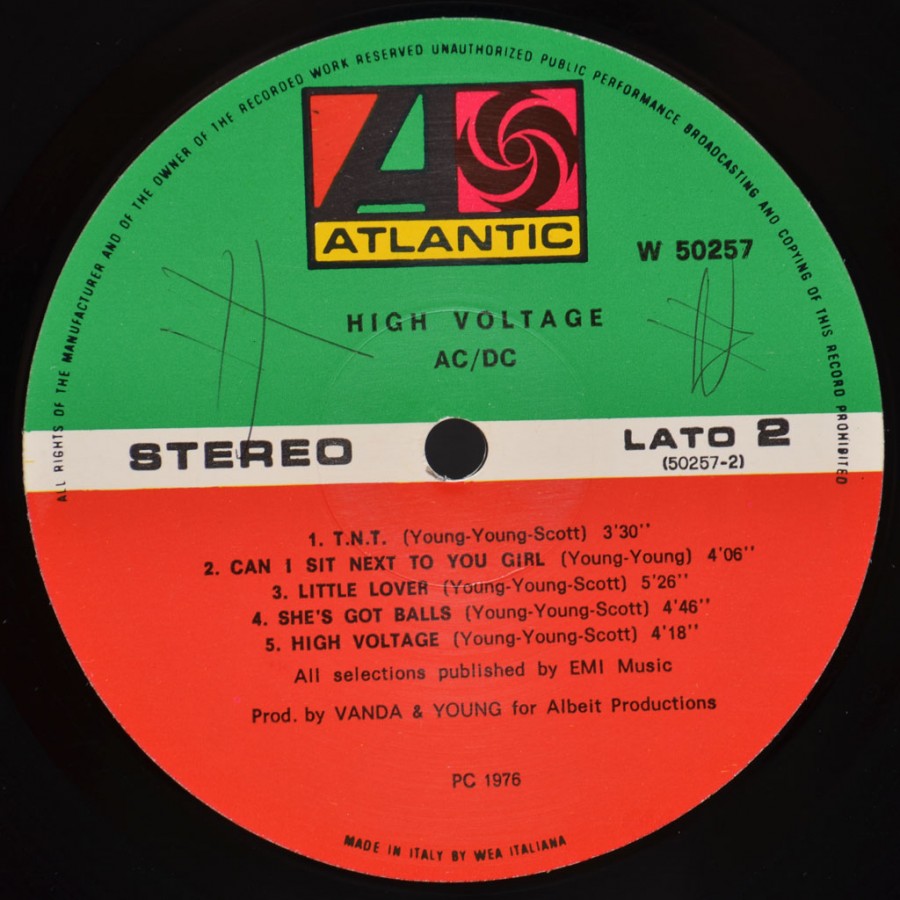 ALL RIGHTS OF THE MANUFACTURER AND OF THE OWNER OF THE RECORDED WORK RESERVED UNAUTHORIZED PUBLIC PERFORMANCE BROADCASTING AND COPYING OF THIS RECORD PROHIBITED
A
ATLANTIC
W 50257
HIGH VOLTAGE
AC/DC
STEREO
LATO 2
(50257-2)
1. T.N.T. (Young-Young-Scott) 3'30''
2. CAN I SIT NEXT TO YOU GIRL (Young-Young) 4'06''
3. LITTLE LOVER (Young-Young-Scott) 5'26''
4. SHE'S GOT BALLS (Young-Young-Scott) 4'46''
5. HIGH VOLTAGE (Young-Young-Scott) 4'18''
All selections published by EMI Music
Prod. by VANDA & YOUNG for Albeit Productions
PC 1976
MADE IN ITALY BY WEA ITALIANA